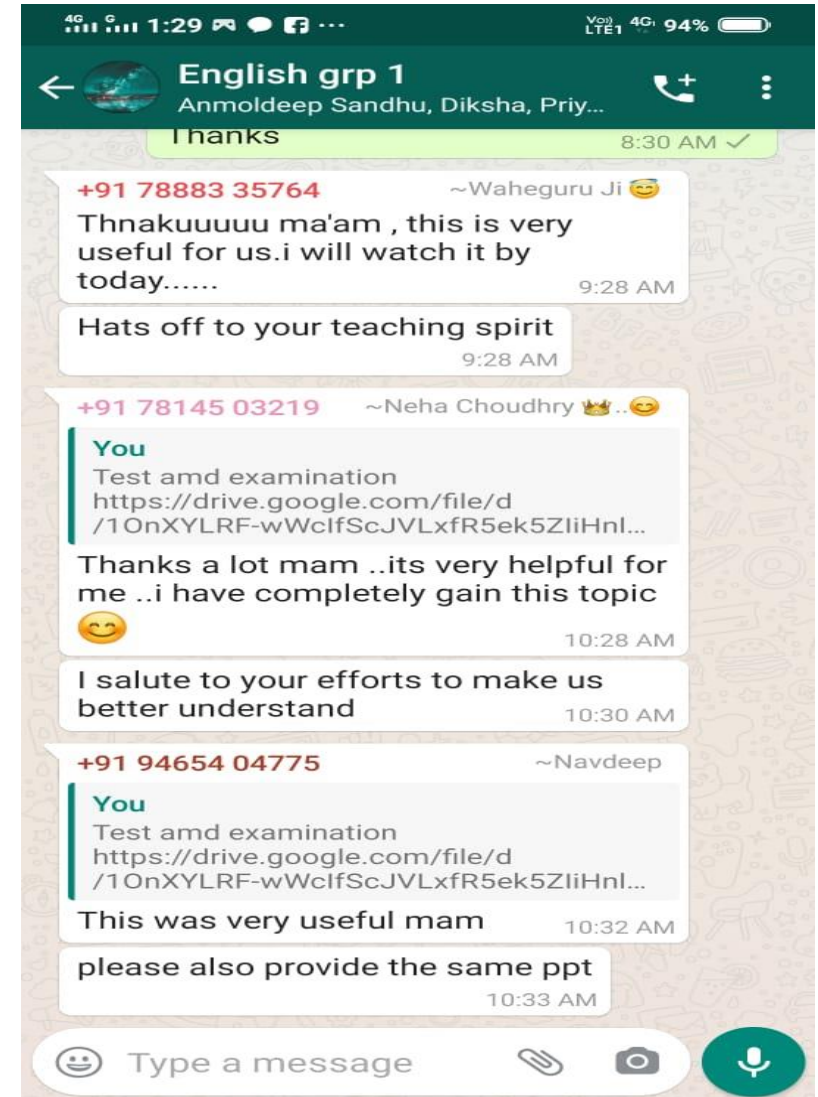 4G G 1:29 ...
Vo)) LTE1 4G 94%
English grp 1
Anmoldeep Sandhu, Diksha, Priy...
Thanks
8:30 AM
+91 78883 35764 ~Waheguru Ji 😇
Thnakuuuuu ma'am , this is very
useful for us.i will watch it by
today......
9:28 AM
Hats off to your teaching spirit
9:28 AM
+91 78145 03219 ~Neha Choudhry 👑..😊
You
Test amd examination
https://drive.google.com/file/d
/1OnXYLRF-wWcIfScJVLxfR5ek5ZIiHnl...
Thanks a lot mam ..its very helpful for
me ..i have completely gain this topic
😊
10:28 AM
I salute to your efforts to make us
better understand
10:30 AM
+91 94654 04775 ~Navdeep
You
Test amd examination
https://drive.google.com/file/d
/1OnXYLRF-wWcIfScJVLxfR5ek5ZIiHnl...
This was very useful mam
10:32 AM
please also provide the same ppt
10:33 AM
Type a message